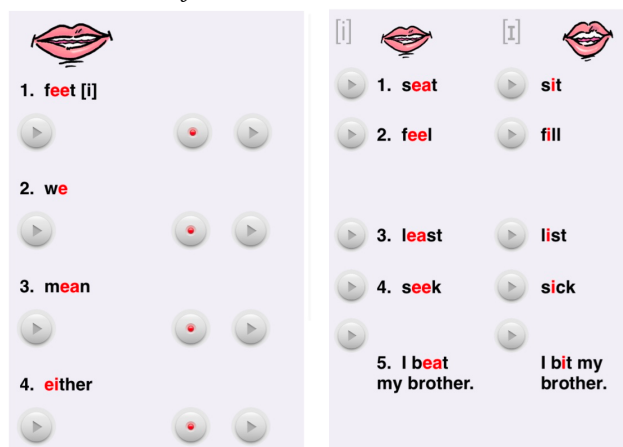 1. feet [i]
2. we
3. mean
4. either
[i] [ɪ]
1. seat sit
2. feel fill
3. least list
4. seek sick
5. I beat I bit my
my brother. brother.